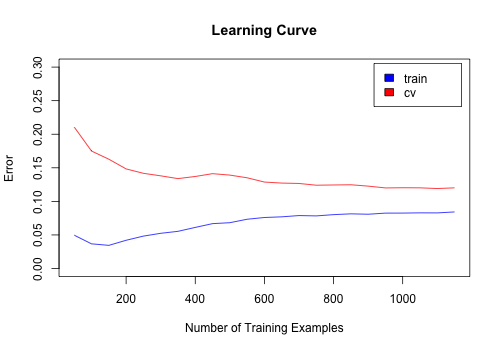 Learning Curve
train
cv
Error
0.00 0.05 0.10 0.15 0.20 0.25 0.30
200 400 600 800 1000
Number of Training Examples